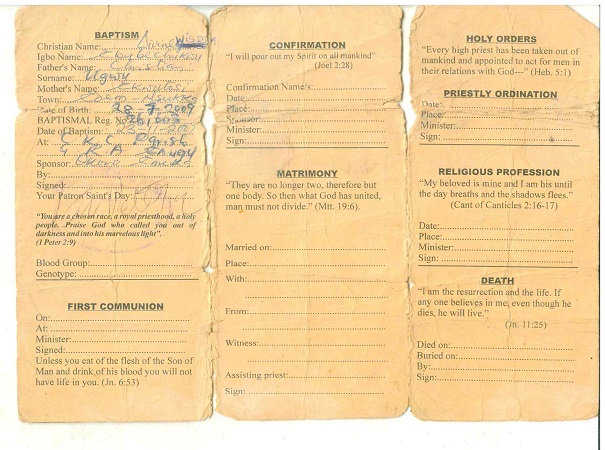 BAPTISM
Christian Name: Divine Wisdom
Igbo Name:
Father's Name: Christian
Surname: Ugwu
Mother's Name:
Town: Nsukka
Date of Birth: 28-7-2009
BAPTISMAL Reg. No
Date of Baptism:
At: C K C Parish
G R A Enugu
Sponsor:
By:
Signed:
Your Patron Saint's Day:
"You are a chosen race, a royal priesthood, a holy
people. Praise God who called you out of
darkness and into his marvelous light".
(1 Peter 2:9)
Blood Group:
Genotype:
FIRST COMMUNION
On:
At:
Minister:
Signed:
Unless you eat of the flesh of the Son of
Man and drink of his blood you will not
have life in you. (Jn. 6:53)
CONFIRMATION
"I will pour out my Spirit on all mankind"
(Joel 2:28)
Confirmation Name/s:
Date:
Place:
Sponsor:
Minister:
Sign:
MATRIMONY
"They are no longer two, therefore but
one body. So then what God has united,
man must not divide." (Mtt. 19:6).
Married on:
Place:
With:
From:
Witness:
Assisting priest:
Sign:
HOLY ORDERS
"Every high priest has been taken out of
mankind and appointed to act for men in
their relations with God---" (Heb. 5:1)
PRIESTLY ORDINATION
Date:
Place:
Minister:
Sign:
RELIGIOUS PROFESSION
"My beloved is mine and I am his until
the day breaths and the shadows flees."
(Cant of Canticles 2:16-17)
Date:
Place:
Minister:
Sign:
DEATH
"I am the resurrection and the life. If
any one believes in me, even though he
dies, he will live."
(Jn. 11:25)
Died on:
Buried on:
By:
Sign: